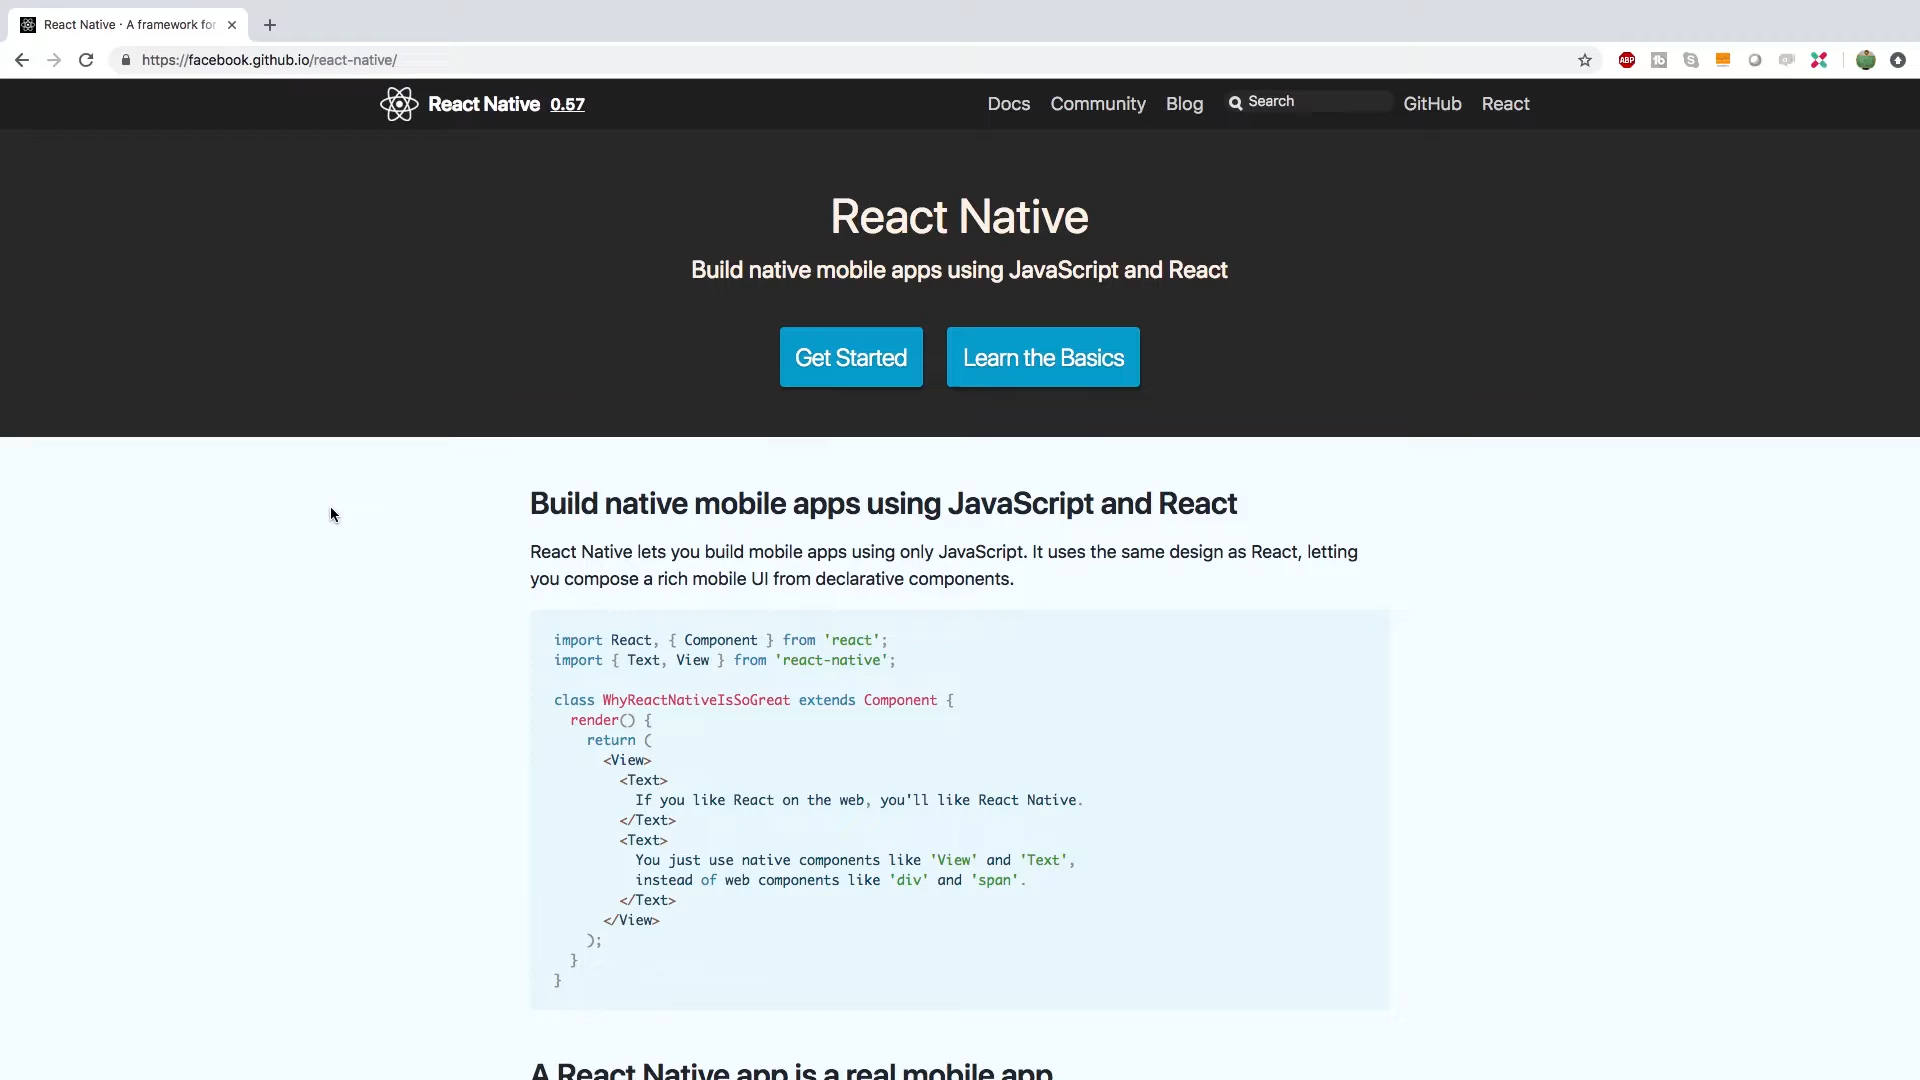 React Native · A framework for
https://facebook.github.io/react-native/
ABP
React Native 0.57
Docs Community Blog Search GitHub React
React Native
Build native mobile apps using JavaScript and React
Get Started Learn the Basics
Build native mobile apps using JavaScript and React
React Native lets you build mobile apps using only JavaScript. It uses the same design as React, letting
you compose a rich mobile UI from declarative components.
import React, { Component } from 'react';
import { Text, View } from 'react-native';
class WhyReactNativeIsSoGreat extends Component {
render() {
return (
<View>
<Text>
If you like React on the web, you'll like React Native.
</Text>
<Text>
You just use native components like 'View' and 'Text',
instead of web components like 'div' and 'span'.
</Text>
</View>
);
}
}
A React Native app is a real mobile app